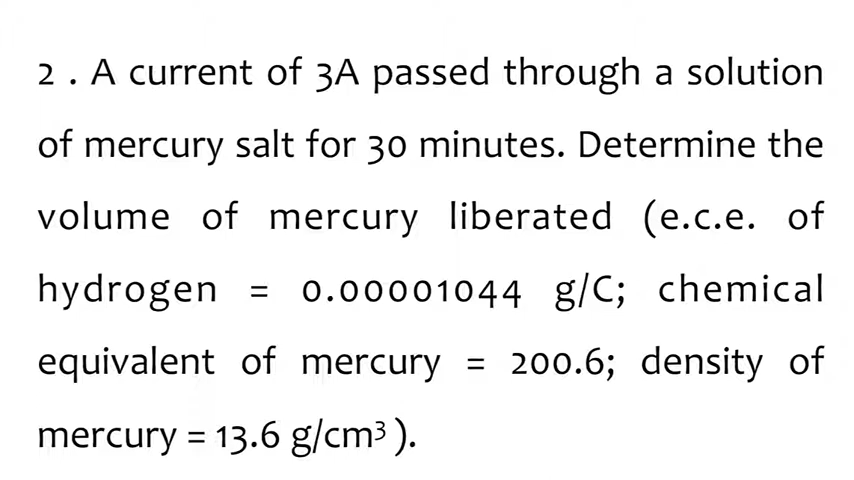 2 . A current of 3A passed through a solution
of mercury salt for 30 minutes. Determine the
volume of mercury liberated (e.c.e. of
hydrogen = 0.00001044 g/C; chemical
equivalent of mercury = 200.6; density of
mercury = 13.6 g/cm³ ).